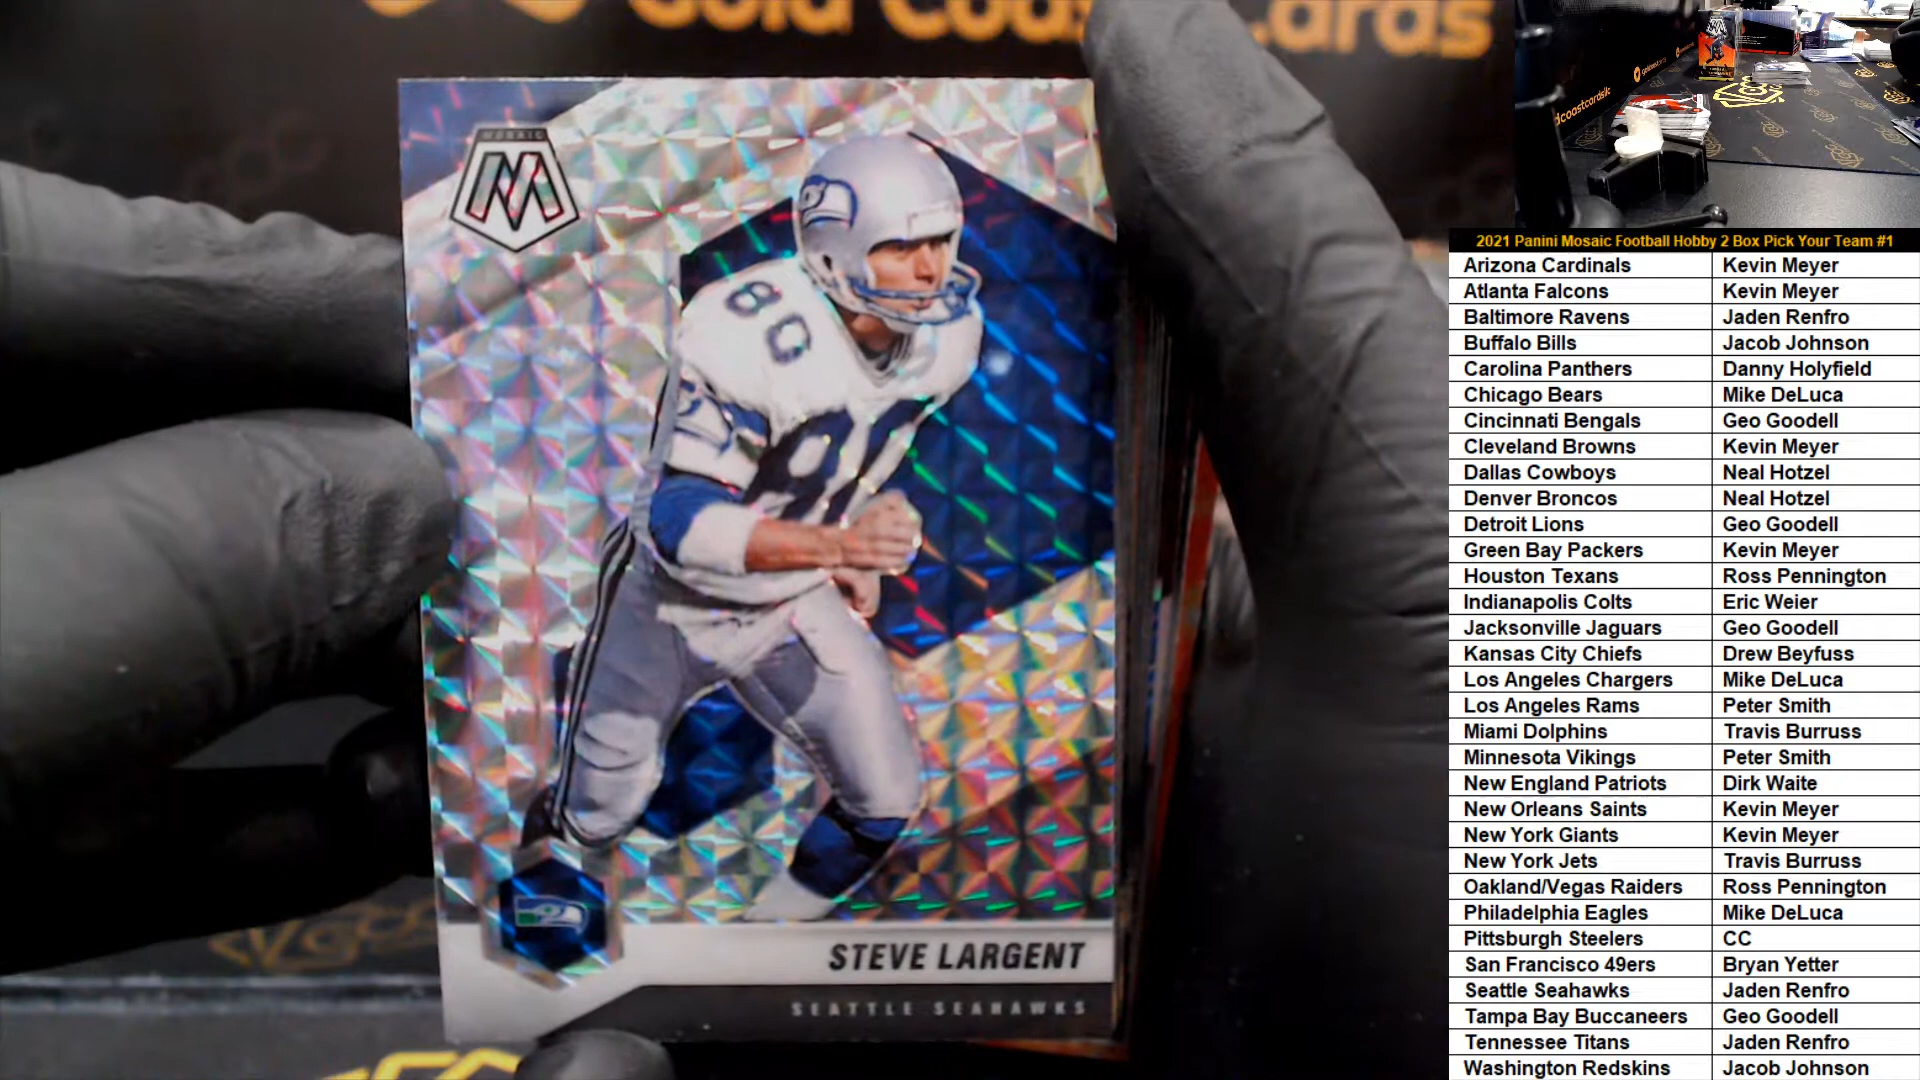 Gold Coast Cards
MOSAIC
M
80
80
STEVE LARGENT
SEATTLE SEAHAWKS
goldcoastcards
2021 Panini Mosaic Football Hobby 2 Box Pick Your Team #1
Arizona Cardinals Kevin Meyer
Atlanta Falcons Kevin Meyer
Baltimore Ravens Jaden Renfro
Buffalo Bills Jacob Johnson
Carolina Panthers Danny Holyfield
Chicago Bears Mike DeLuca
Cincinnati Bengals Geo Goodell
Cleveland Browns Kevin Meyer
Dallas Cowboys Neal Hotzel
Denver Broncos Neal Hotzel
Detroit Lions Geo Goodell
Green Bay Packers Kevin Meyer
Houston Texans Ross Pennington
Indianapolis Colts Eric Weier
Jacksonville Jaguars Geo Goodell
Kansas City Chiefs Drew Beyfuss
Los Angeles Chargers Mike DeLuca
Los Angeles Rams Peter Smith
Miami Dolphins Travis Burruss
Minnesota Vikings Peter Smith
New England Patriots Dirk Waite
New Orleans Saints Kevin Meyer
New York Giants Kevin Meyer
New York Jets Travis Burruss
Oakland/Vegas Raiders Ross Pennington
Philadelphia Eagles Mike DeLuca
Pittsburgh Steelers CC
San Francisco 49ers Bryan Yetter
Seattle Seahawks Jaden Renfro
Tampa Bay Buccaneers Geo Goodell
Tennessee Titans Jaden Renfro
Washington Redskins Jacob Johnson